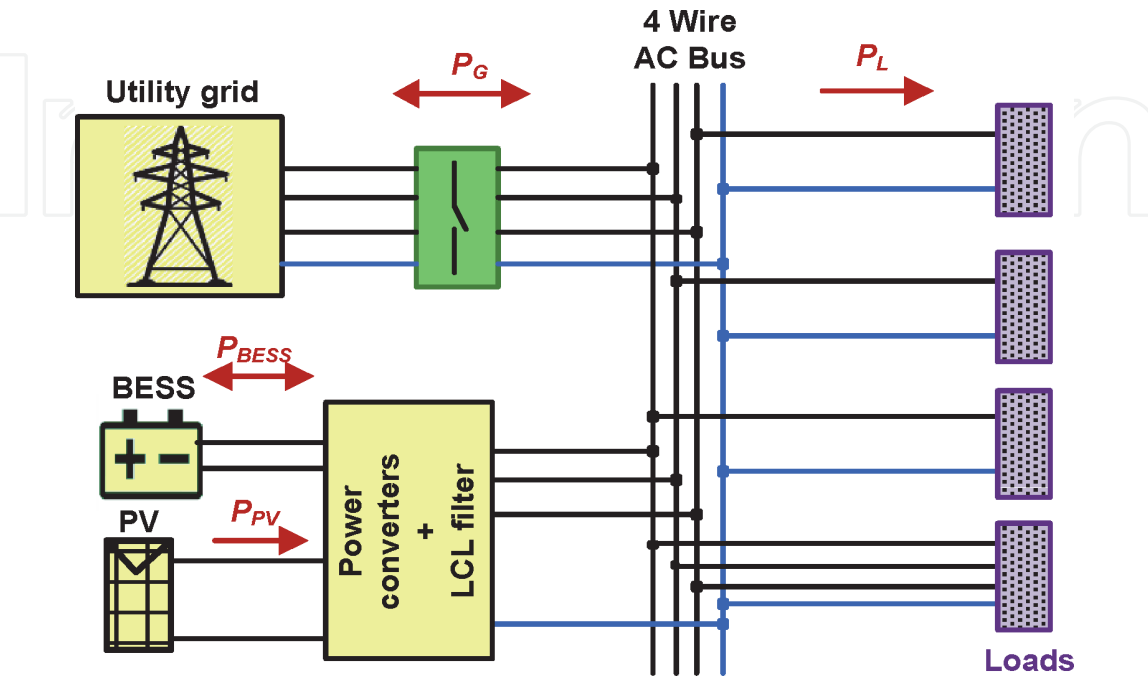 4 Wire
AC Bus
P_G
P_L
Utility grid
P_BESS
BESS
+ −
PV
P_PV
Power
converters
+
LCL filter
Loads